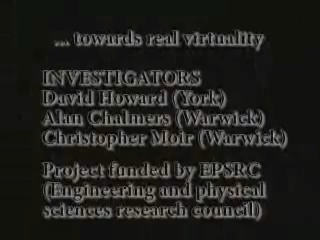 ... towards real virtuality
INVESTIGATORS
David Howard (York)
Alan Chalmers (Warwick)
Christopher Moir (Warwick)
Project funded by EPSRC
(Engineering and physical
sciences research council)